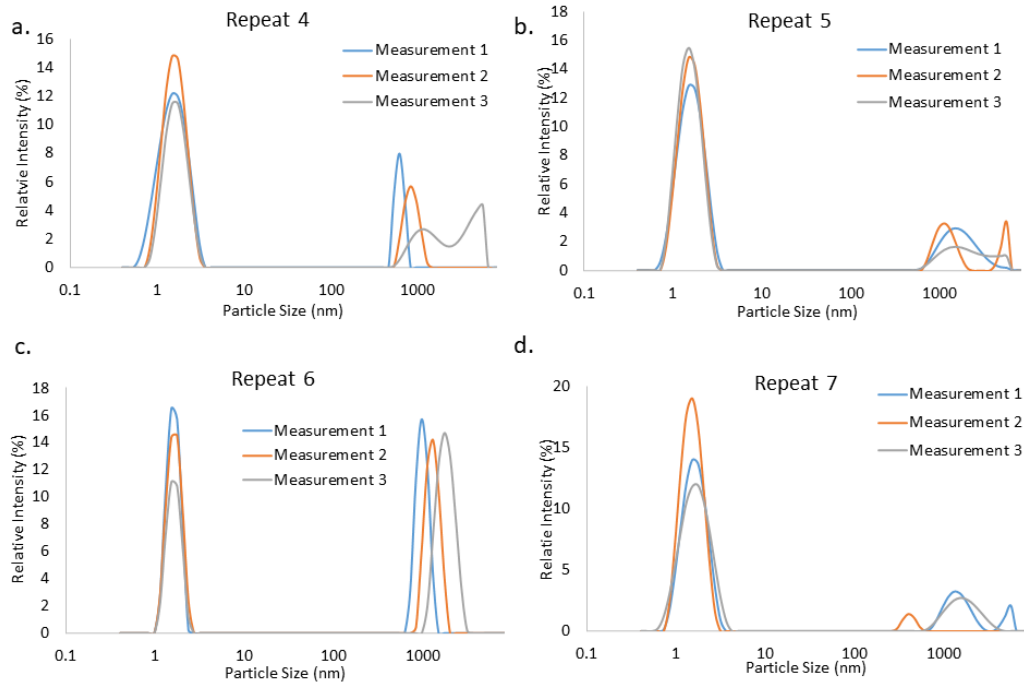 a.
Repeat 4
16
14
12
10
8
6
4
2
0
Relatvie Intensity (%)
Measurement 1
Measurement 2
Measurement 3
0.1 1 10 100 1000
Particle Size (nm)
b.
Repeat 5
18
16
14
12
10
8
6
4
2
0
Relative Intensity (%)
Measurement 1
Measurement 2
Measurement 3
0.1 1 10 100 1000
Particle Size (nm)
c.
Repeat 6
18
16
14
12
10
8
6
4
2
0
Relative Intensity (%)
Measurement 1
Measurement 2
Measurement 3
0.1 1 10 100 1000
Particle Size (nm)
d.
Repeat 7
20
15
10
5
0
Relatie Intensity (%)
Measurement 1
Measurement 2
Measurement 3
0.1 1 10 100 1000
Particle Size (nm)